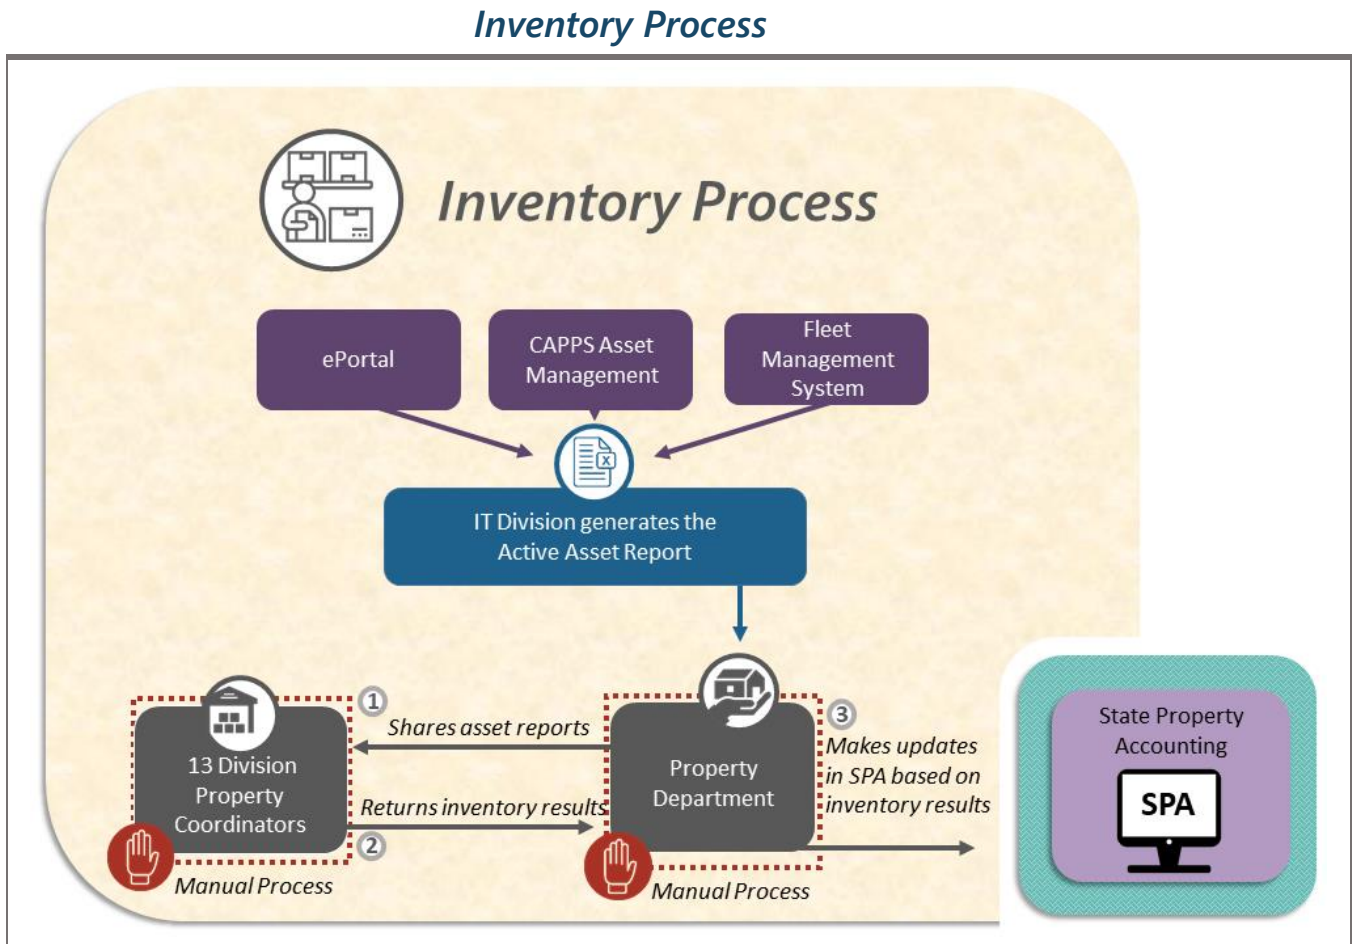 Inventory Process
Inventory Process
ePortal
CAPPS Asset
Management
Fleet
Management
System
X
IT Division generates the
Active Asset Report
1
Shares asset reports
13 Division
Property
Coordinators
Returns inventory results
2
Manual Process
Property
Department
Manual Process
3
Makes updates
in SPA based on
inventory results
State Property
Accounting
SPA